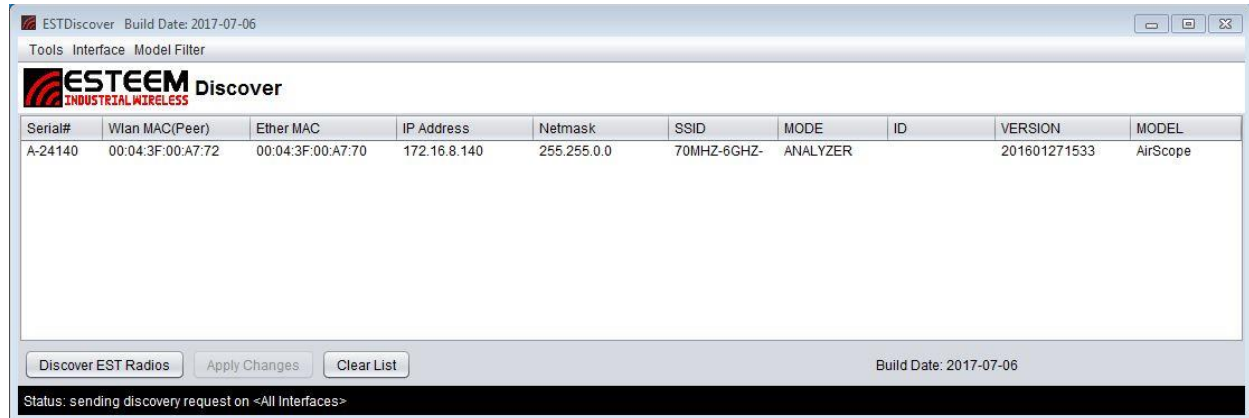 ESTDiscover Build Date: 2017-07-06
Tools Interface Model Filter
ESTEEM Discover
INDUSTRIAL WIRELESS
Serial# Wlan MAC(Peer) Ether MAC IP Address Netmask SSID MODE ID VERSION MODEL
A-24140 00:04:3F:00:A7:72 00:04:3F:00:A7:70 172.16.8.140 255.255.0.0 70MHZ-6GHZ- ANALYZER 201601271533 AirScope
Discover EST Radios Apply Changes Clear List Build Date: 2017-07-06
Status: sending discovery request on <All Interfaces>